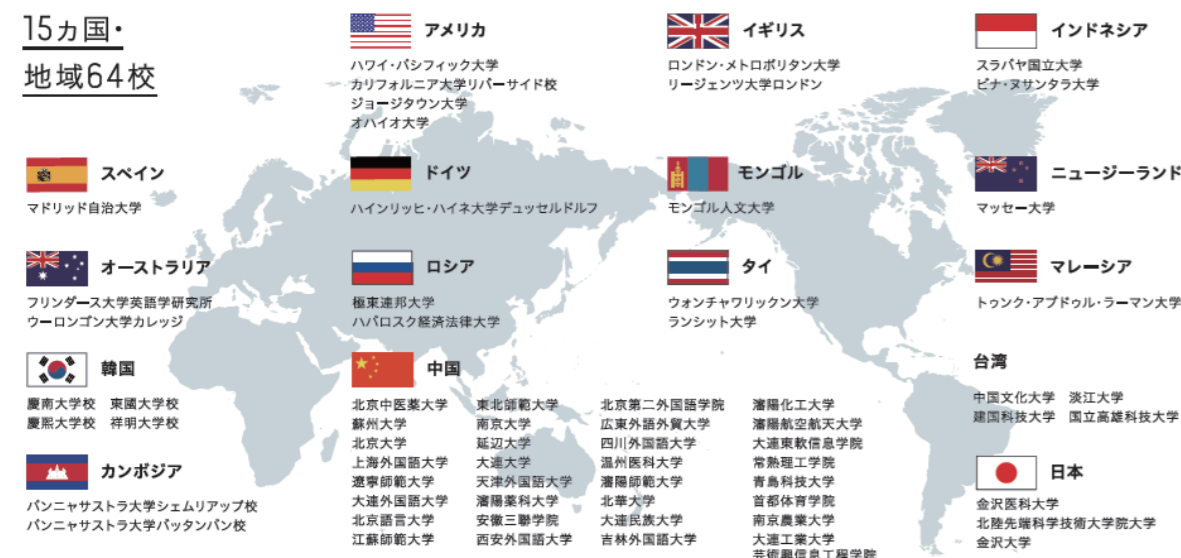 15ヵ国・
地域64校
アメリカ
ハワイ・パシフィック大学
カリフォルニア大学リバーサイド校
ジョージタウン大学
オハイオ大学
イギリス
ロンドン・メトロポリタン大学
リージェンツ大学ロンドン
インドネシア
スラバヤ国立大学
ビナ・ヌサンタラ大学
スペイン
マドリッド自治大学
ドイツ
ハインリッヒ・ハイネ大学デュッセルドルフ
モンゴル
モンゴル人文大学
ニュージーランド
マッセー大学
オーストラリア
フリンダース大学英語学研究所
ウーロンゴン大学カレッジ
ロシア
極東連邦大学
ハバロスク経済法律大学
タイ
ウォンチャワリックン大学
ランシット大学
マレーシア
トゥンク・アブドゥル・ラーマン大学
韓国
慶南大学校 東國大学校
慶熙大学校 祥明大学校
中国
北京中医薬大学 東北師範大学 北京第二外国語学院 瀋陽化工大学
蘇州大学 南京大学 広東外語外貿大学 瀋陽航空航天大学
北京大学 延辺大学 四川外国語大学 大連東軟信息学院
上海外国語大学 大連大学 温州医科大学 常熟理工学院
遼寧師範大学 天津外国語大学 瀋陽師範大学 青島科技大学
大連外国語大学 瀋陽薬科大学 北華大学 首都体育学院
北京語言大学 安徽三聯学院 大連民族大学 南京農業大学
江蘇師範大学 西安外国語大学 吉林外国語大学 大連工業大学
芸術與信息工程学院
台湾
中国文化大学 淡江大学
建国科技大学 国立高雄科技大学
カンボジア
パンニャサストラ大学シェムリアップ校
パンニャサストラ大学バッタンバン校
日本
金沢医科大学
北陸先端科学技術大学院大学
金沢大学